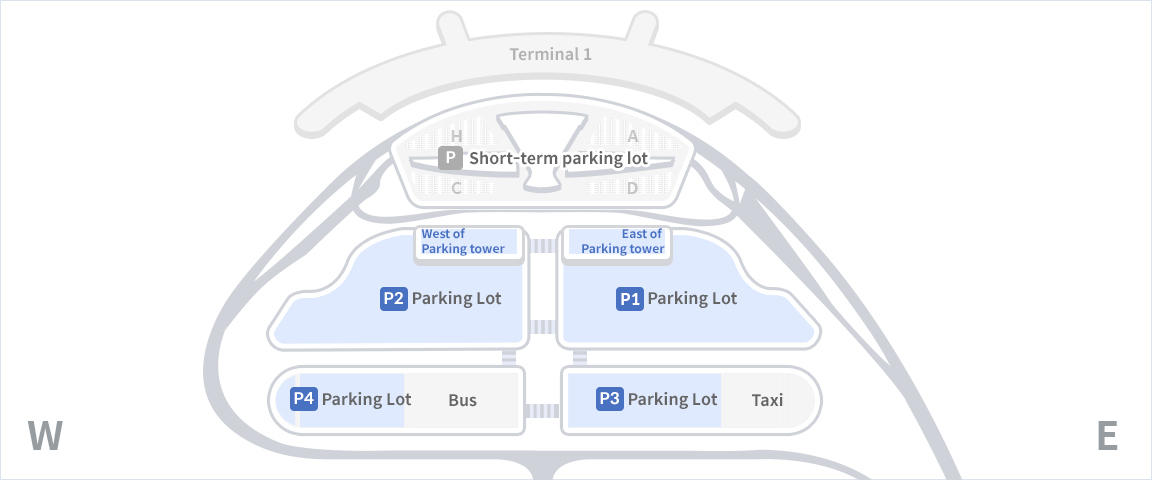 Terminal 1
H
A
P Short-term parking lot
C
D
West of
Parking tower
East of
Parking tower
P2 Parking Lot
P1 Parking Lot
P4 Parking Lot
Bus
P3 Parking Lot
Taxi
W
E